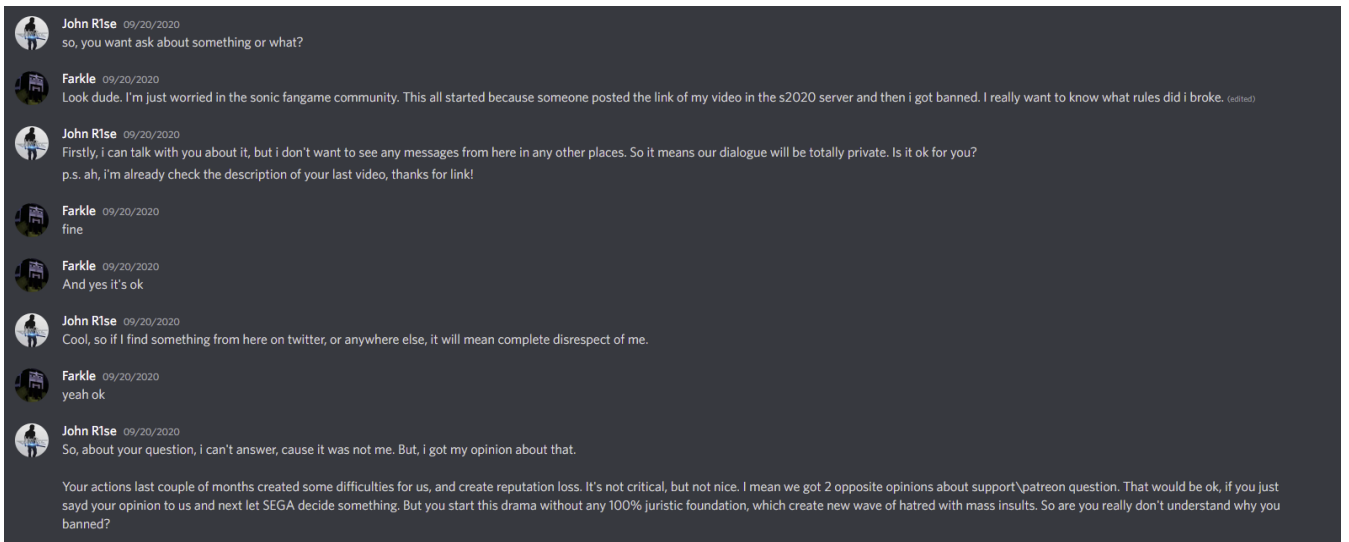 John R1se 09/20/2020
so, you want ask about something or what?
Farkle 09/20/2020
Look dude. I'm just worried in the sonic fangame community. This all started because someone posted the link of my video in the s2020 server and then i got banned. I really want to know what rules did i broke. (edited)
John R1se 09/20/2020
Firstly, i can talk with you about it, but i don't want to see any messages from here in any other places. So it means our dialogue will be totally private. Is it ok for you?
p.s. ah, i'm already check the description of your last video, thanks for link!
Farkle 09/20/2020
fine
Farkle 09/20/2020
And yes it's ok
John R1se 09/20/2020
Cool, so if I find something from here on twitter, or anywhere else, it will mean complete disrespect of me.
Farkle 09/20/2020
yeah ok
John R1se 09/20/2020
So, about your question, i can't answer, cause it was not me. But, i got my opinion about that.
Your actions last couple of months created some difficulties for us, and create reputation loss. It's not critical, but not nice. I mean we got 2 opposite opinions about support\patreon question. That would be ok, if you just
sayd your opinion to us and next let SEGA decide something. But you start this drama without any 100% juristic foundation, which create new wave of hatred with mass insults. So are you really don't understand why you
banned?